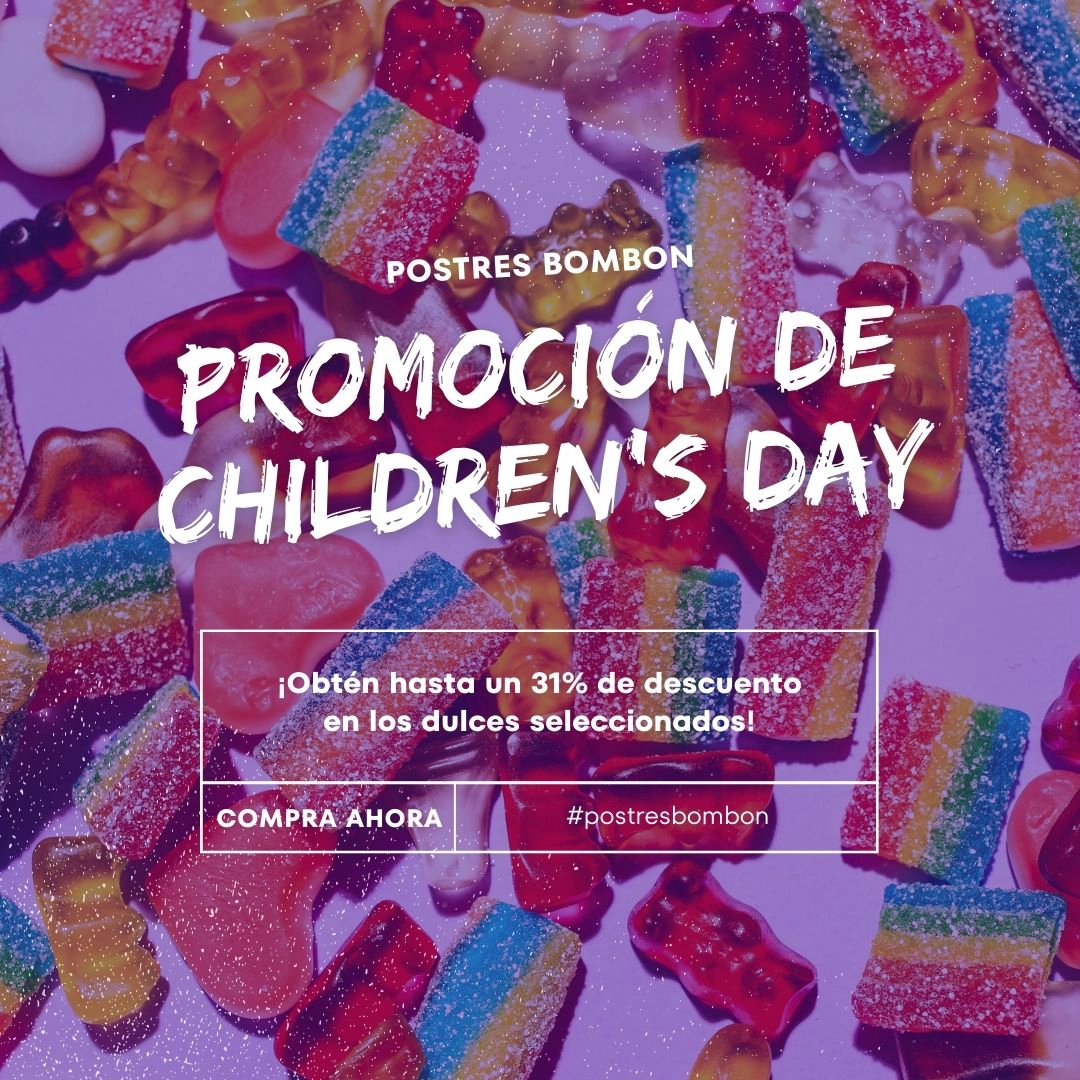 POSTRES BOMBON
PROMOCIÓN DE
CHILDREN'S DAY
¡Obtén hasta un 31% de descuento
en los dulces seleccionados!
COMPRA AHORA
#postresbombon